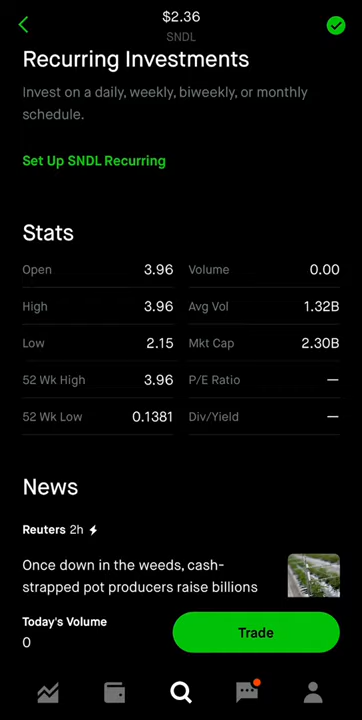 $2.36
SNDL
Recurring Investments
Invest on a daily, weekly, biweekly, or monthly
schedule.
Set Up SNDL Recurring
Stats
Open 3.96 Volume 0.00
High 3.96 Avg Vol 1.32B
Low 2.15 Mkt Cap 2.30B
52 Wk High 3.96 P/E Ratio —
52 Wk Low 0.1381 Div/Yield —
News
Reuters 2h
Once down in the weeds, cash-
strapped pot producers raise billions
Today's Volume
0
Trade